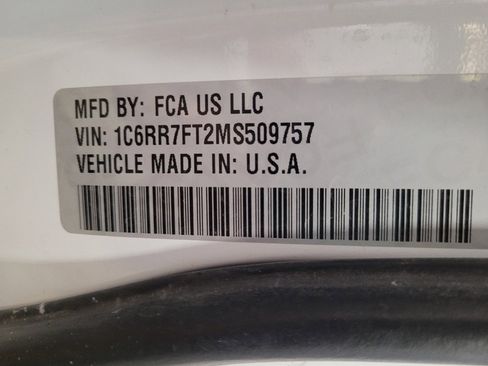 MFD BY: FCA US LLC
VIN: 1C6RR7FT2MS509757
VEHICLE MADE IN: U.S.A.